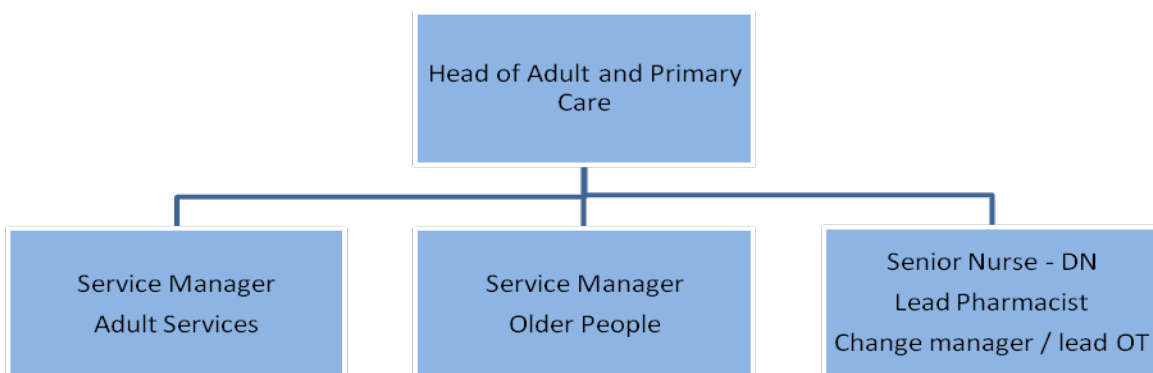 Head of Adult and Primary
Care
Service Manager
Adult Services
Service Manager
Older People
Senior Nurse - DN
Lead Pharmacist
Change manager / lead OT